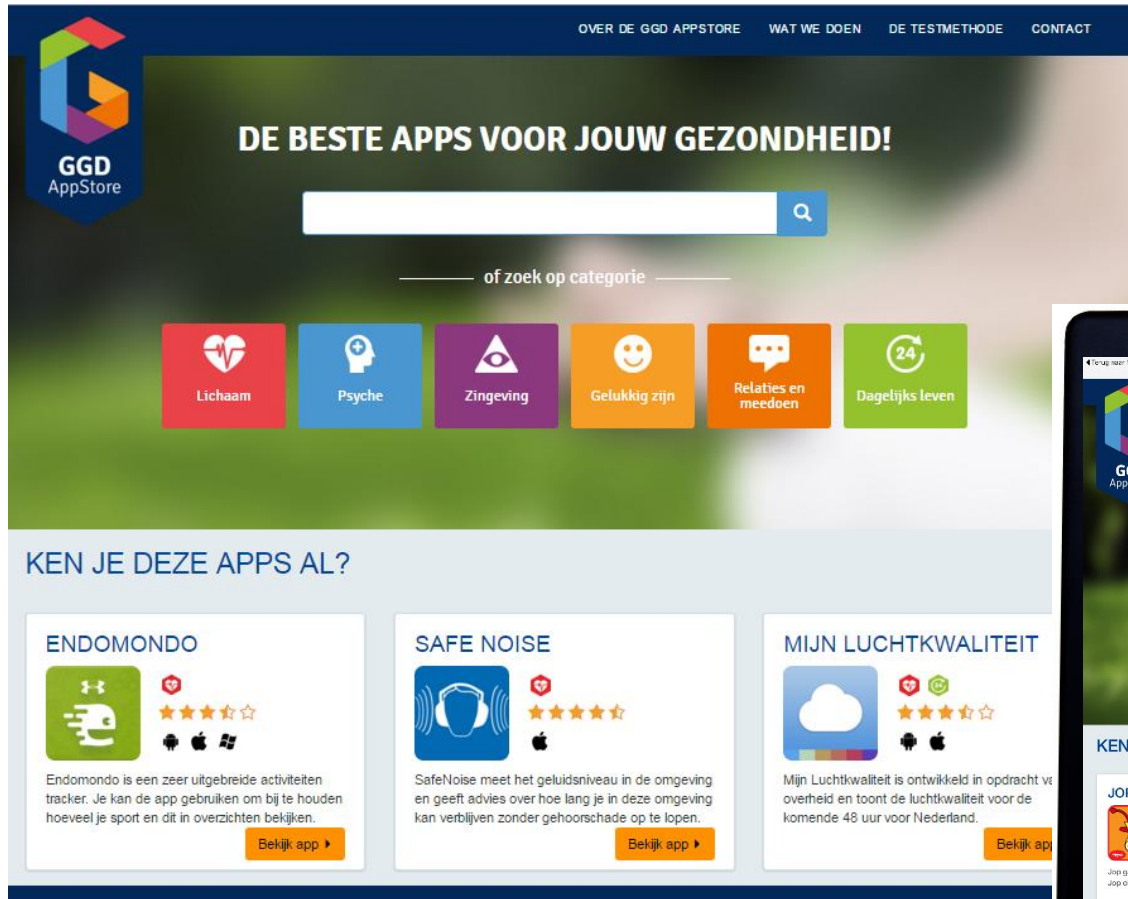 OVER DE GGD APPSTORE WAT WE DOEN DE TESTMETHODE CONTACT
GGD
AppStore
DE BESTE APPS VOOR JOUW GEZONDHEID!
of zoek op categorie
Lichaam
Psyche
Zingeving
Gelukkig zijn
Relaties en
meedoen
24
Dagelijks leven
KEN JE DEZE APPS AL?
ENDOMONDO
Endomondo is een zeer uitgebreide activiteiten
tracker. Je kan de app gebruiken om bij te houden
hoeveel je sport en dit in overzichten bekijken.
Bekijk app
SAFE NOISE
SafeNoise meet het geluidsniveau in de omgeving
en geeft advies over hoe lang je in deze omgeving
kan verblijven zonder gehoorschade op te lopen.
Bekijk app
MIJN LUCHTKWALITEIT
Mijn Luchtkwaliteit is ontwikkeld in opdracht va
overheid en toont de luchtkwaliteit voor de
komende 48 uur voor Nederland.
Bekijk app
Terug naar
KEN